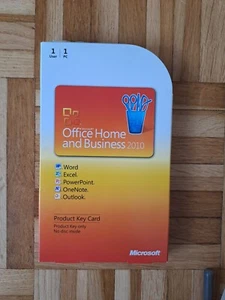 1 User
1 PC
Office Home
and Business 2010
Word
Excel
PowerPoint
OneNote
Outlook
Product Key Card
Product Key only
No disc inside
Microsoft